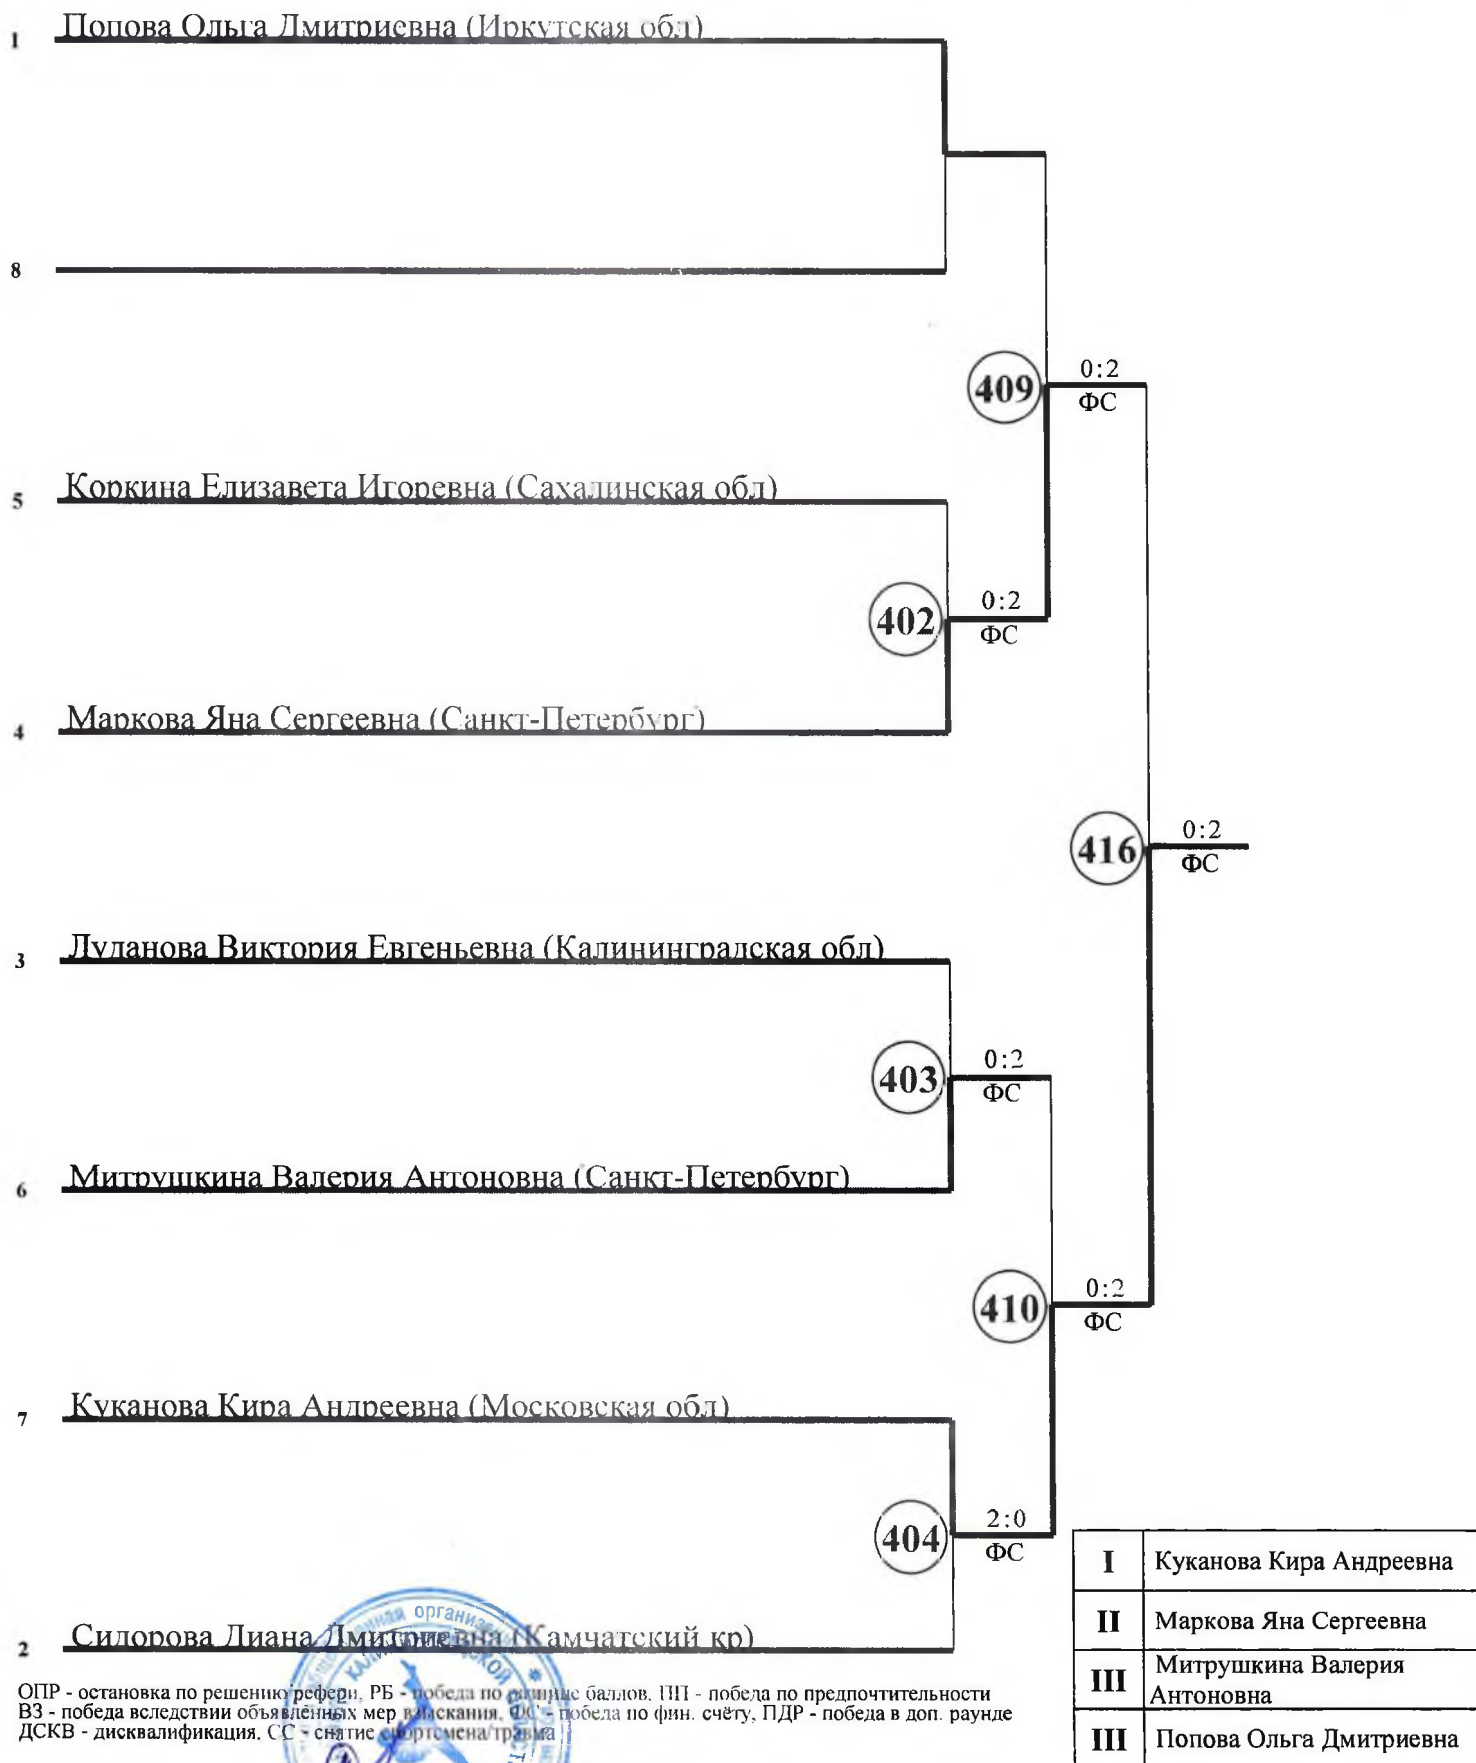 1 Попова Ольга Дмитриевна (Иркутская обл)
8
409 0:2
ФС
5 Коркина Елизавета Игоревна (Сахалинская обл)
402 0:2
ФС
4 Маркова Яна Сергеевна (Санкт-Петербург)
416 0:2
ФС
3 Луданова Виктория Евгеньевна (Калининградская обл)
403 0:2
ФС
6 Митрушкина Валерия Антоновна (Санкт-Петербург)
410 0:2
ФС
7 Куканова Кира Андреевна (Московская обл)
404 2:0
ФС
2 Сидорова Лиана Дмитриевна (Камчатский кр)
I Куканова Кира Андреевна
II Маркова Яна Сергеевна
III Митрушкина Валерия
Антоновна
III Попова Ольга Дмитриевна
ОПР - остановка по решению рефери, РБ - победа по разнице баллов, ПП - победа по предпочтительности
ВЗ - победа вследствии объявленных мер взыскания, ФС - победа по фин. счёту, ПДР - победа в доп. раунде
ДСКВ - дисквалификация, СС - снятие спортсмена/травма